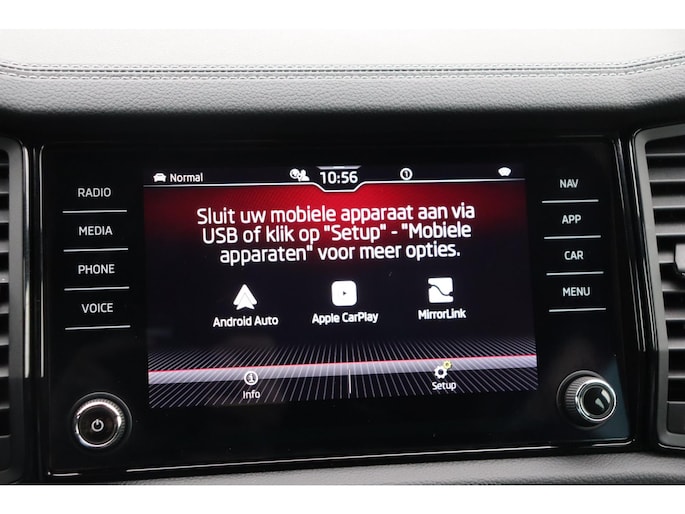 RADIO
MEDIA
PHONE
VOICE
Normal
10:56
1
Sluit uw mobiele apparaat aan via
USB of klik op "Setup" - "Mobiele
apparaten" voor meer opties.
Android Auto
Apple CarPlay
MirrorLink
Info
Setup
NAV
APP
CAR
MENU